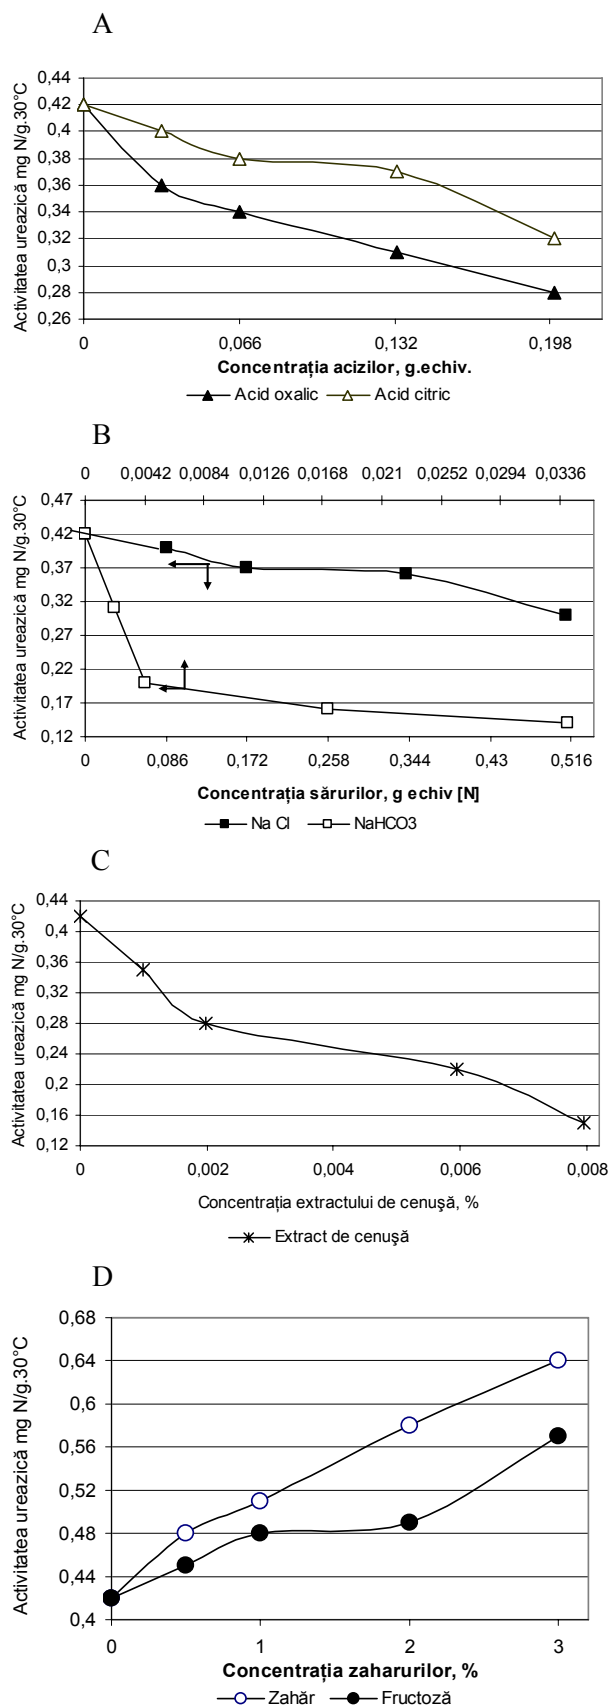 A
Activitatea ureazică mg N/g.30°C
0,44
0,42
0,4
0,38
0,36
0,34
0,32
0,3
0,28
0,26
0 0,066 0,132 0,198
Concentrația acizilor, g.echiv.
Acid oxalic Acid citric
B
0 0,0042 0,0084 0,0126 0,0168 0,021 0,0252 0,0294 0,0336
Activitatea ureazică mg N/g.30°C
0,47
0,42
0,37
0,32
0,27
0,22
0,17
0,12
0 0,086 0,172 0,258 0,344 0,43 0,516
Concentrația sărurilor, g echiv [N]
Na Cl NaHCO3
C
Activitatea ureazică mg N/g.30°C
0,44
0,4
0,36
0,32
0,28
0,24
0,2
0,16
0,12
0 0,002 0,004 0,006 0,008
Concentrația extractului de cenușă, %
Extract de cenușă
D
Activitatea ureazică mg N/g.30°C
0,68
0,64
0,6
0,56
0,52
0,48
0,44
0,4
0 1 2 3
Concentrația zaharurilor, %
Zahăr Fructoză